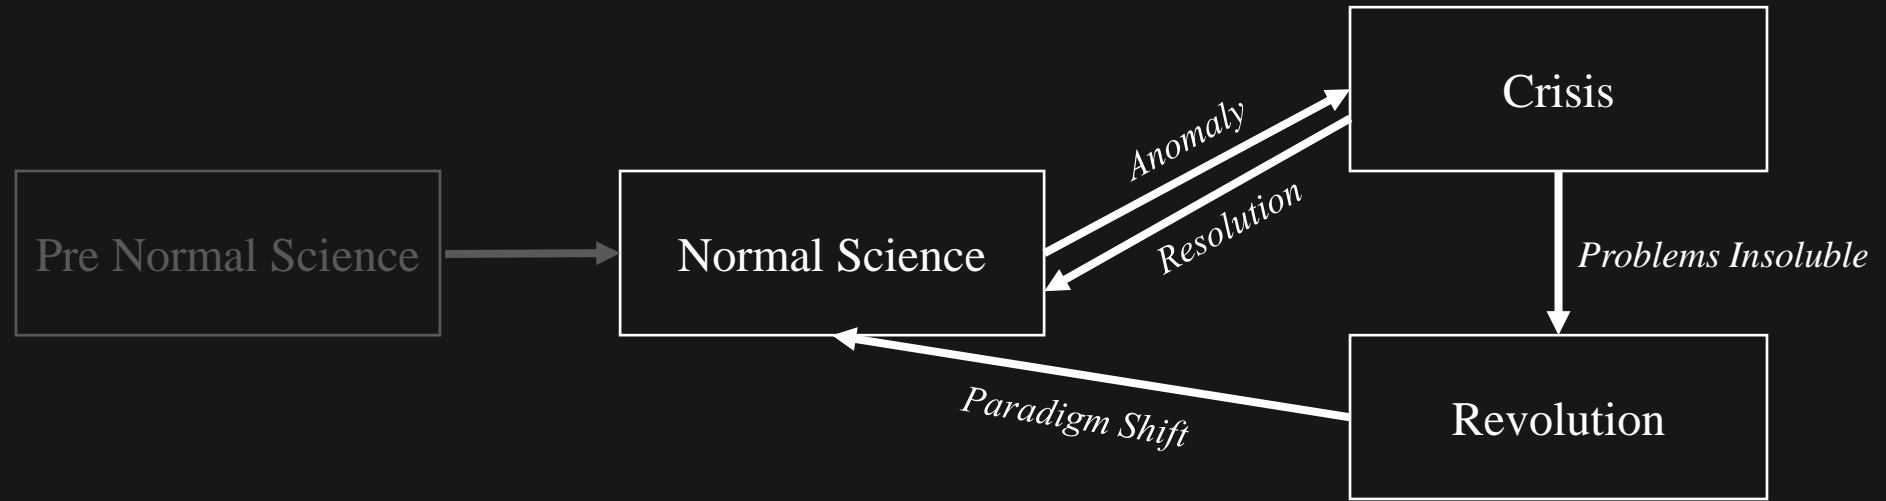 Crisis
Anomaly
Resolution
Pre Normal Science
Normal Science
Problems Insoluble
Paradigm Shift
Revolution